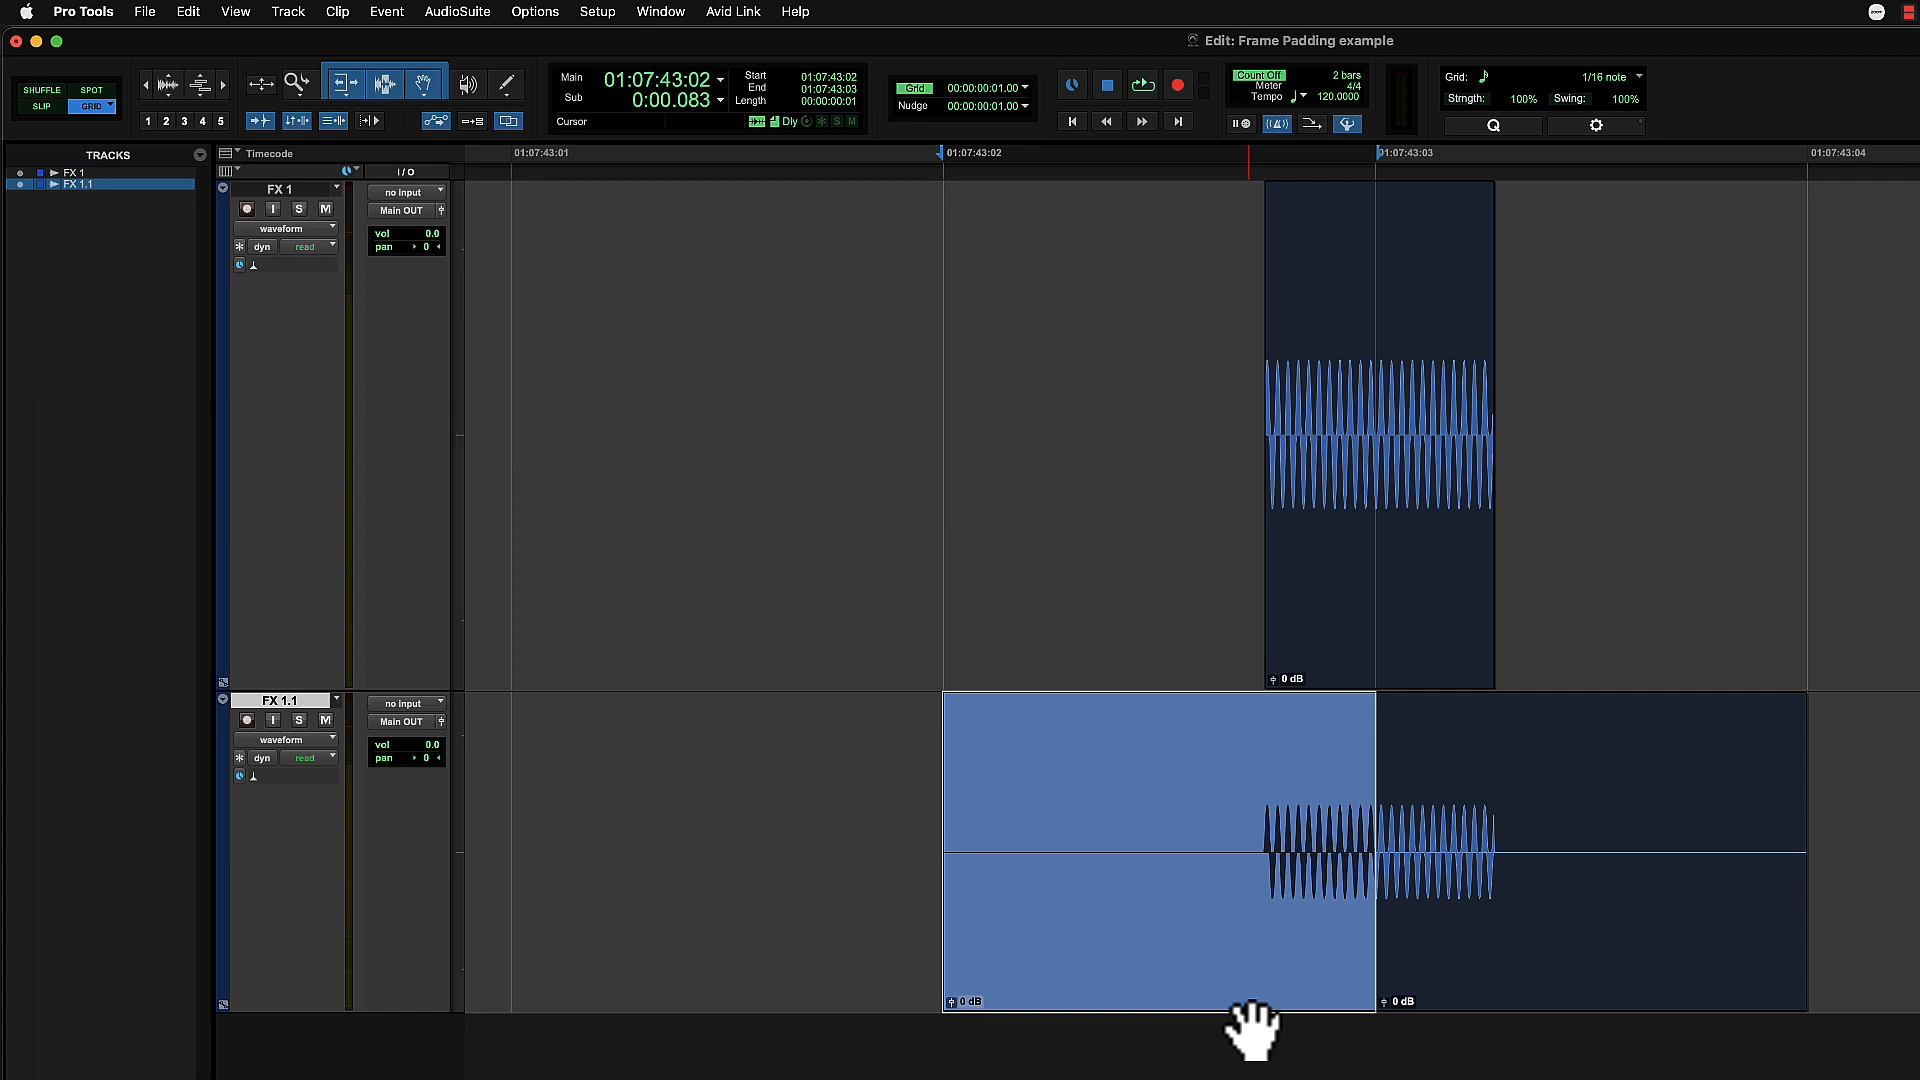 Pro Tools File Edit View Track Clip Event AudioSuite Options Setup Window Avid Link Help
Edit: Frame Padding example
SHUFFLE SPOT
SLIP GRID
1 2 3 4 5
Main 01:07:43:02
Sub 0:00.083
Start 01:07:43:02
End 01:07:43:03
Length 00:00:00:01
Cursor
Dly S M
Grid 00:00:00:01.00
Nudge 00:00:00:01.00
Count Off 2 bars
Meter 4/4
Tempo 120.0000
Grid: 1/16 note
Strngth: 100% Swing: 100%
Q
TRACKS
FX 1
FX 1.1
Timecode
01:07:43:01 01:07:43:02 01:07:43:03 01:07:43:04
I / O
FX 1
no input
I S M
Main OUT
waveform
vol 0.0
dyn read
pan 0
0 dB
FX 1.1
no input
I S M
Main OUT
waveform
vol 0.0
dyn read
pan 0
0 dB 0 dB